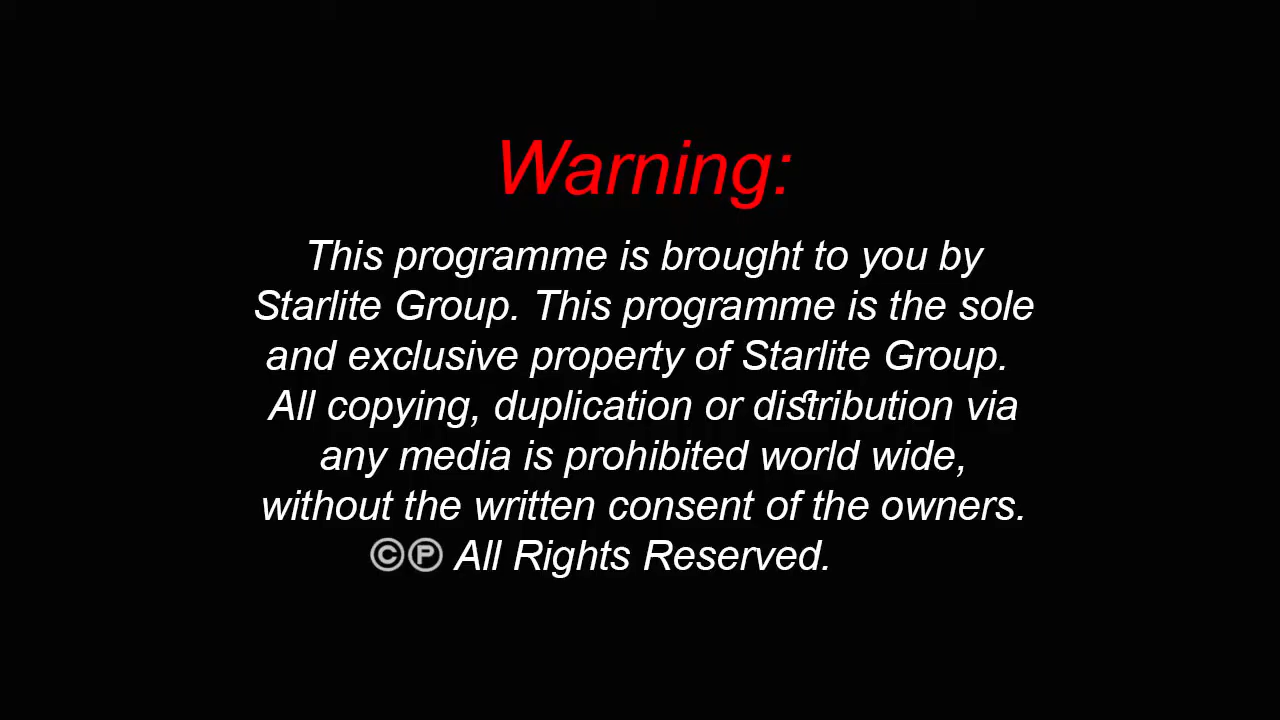 Warning:
This programme is brought to you by
Starlite Group. This programme is the sole
and exclusive property of Starlite Group.
All copying, duplication or distribution via
any media is prohibited world wide,
without the written consent of the owners.
©℗ All Rights Reserved.